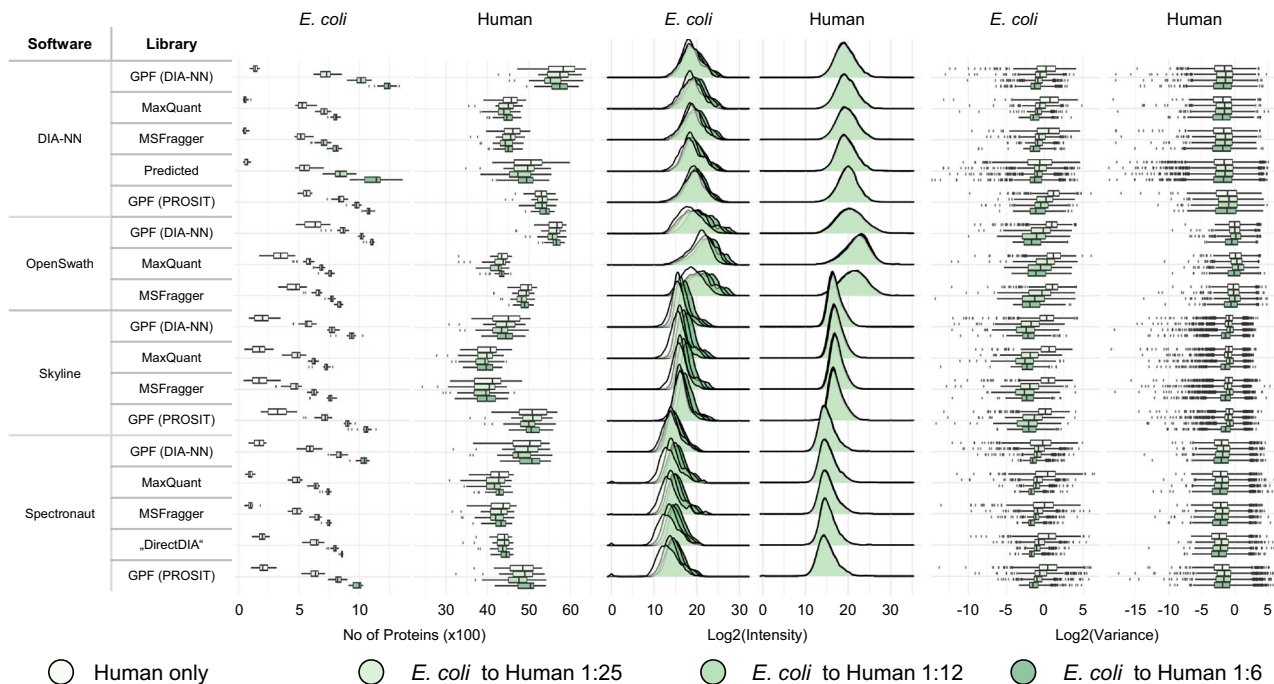 E. coli Human E. coli Human E. coli Human
Software Library
DIA-NN
GPF (DIA-NN)
MaxQuant
MSFragger
Predicted
GPF (PROSIT)
OpenSwath
GPF (DIA-NN)
MaxQuant
MSFragger
Skyline
GPF (DIA-NN)
MaxQuant
MSFragger
GPF (PROSIT)
Spectronaut
GPF (DIA-NN)
MaxQuant
MSFragger
„DirectDIA“
GPF (PROSIT)
0 5 10 30 40 50 60 0 10 20 30 0 10 20 30 -10 -5 0 5 -15 -10 -5 0 5
No of Proteins (x100) Log2(Intensity) Log2(Variance)
Human only E. coli to Human 1:25 E. coli to Human 1:12 E. coli to Human 1:6